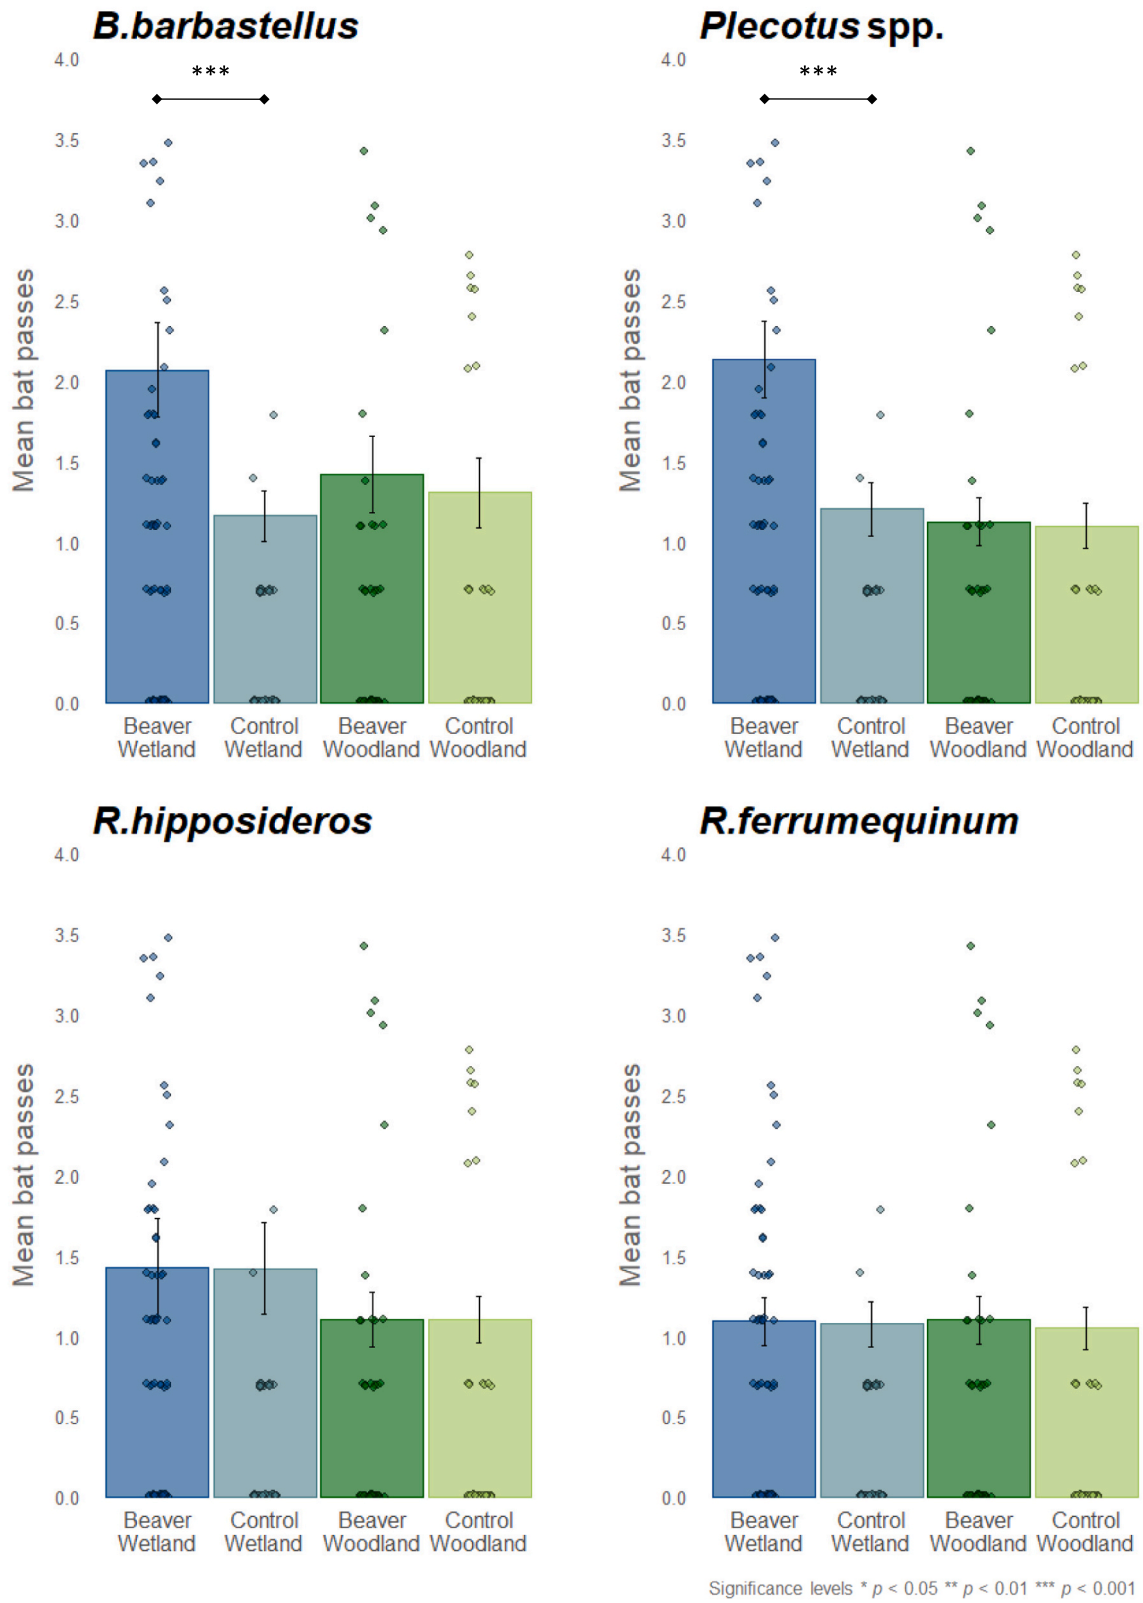 B.barbastellus
4.0
***
3.5
3.0
2.5
2.0
1.5
1.0
0.5
0.0
Mean bat passes
Beaver Wetland
Control Wetland
Beaver Woodland
Control Woodland
Plecotus spp.
4.0
***
3.5
3.0
2.5
2.0
1.5
1.0
0.5
0.0
Mean bat passes
Beaver Wetland
Control Wetland
Beaver Woodland
Control Woodland
R.hipposideros
4.0
3.5
3.0
2.5
2.0
1.5
1.0
0.5
0.0
Mean bat passes
Beaver Wetland
Control Wetland
Beaver Woodland
Control Woodland
R.ferrumequinum
4.0
3.5
3.0
2.5
2.0
1.5
1.0
0.5
0.0
Mean bat passes
Beaver Wetland
Control Wetland
Beaver Woodland
Control Woodland
Significance levels * p < 0.05 ** p < 0.01 *** p < 0.001